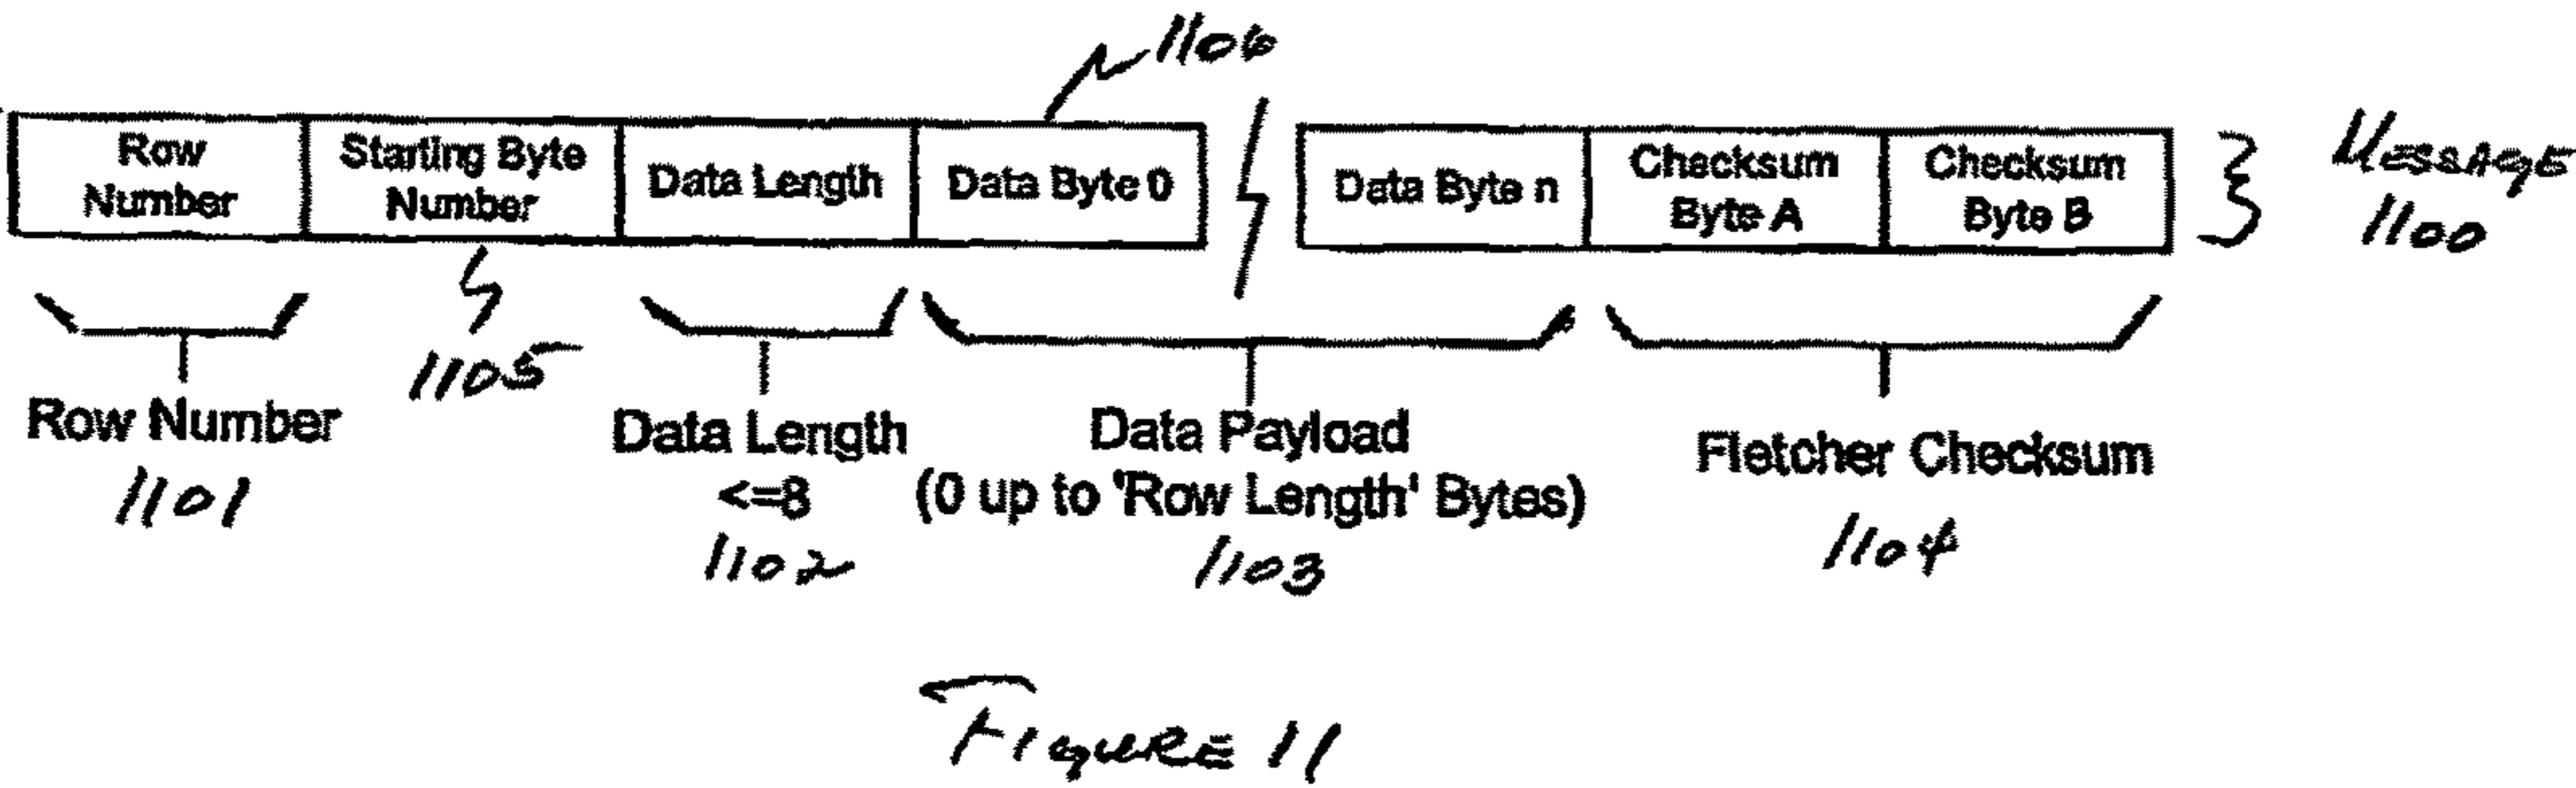 1106
Row
Number
Starting Byte
Number
Data Length
Data Byte 0
Data Byte n
Checksum
Byte A
Checksum
Byte B
Message
1100
1105
Row Number
1101
Data Length
<=8
1102
Data Payload
(0 up to 'Row Length' Bytes)
1103
Fletcher Checksum
1104
Figure 11